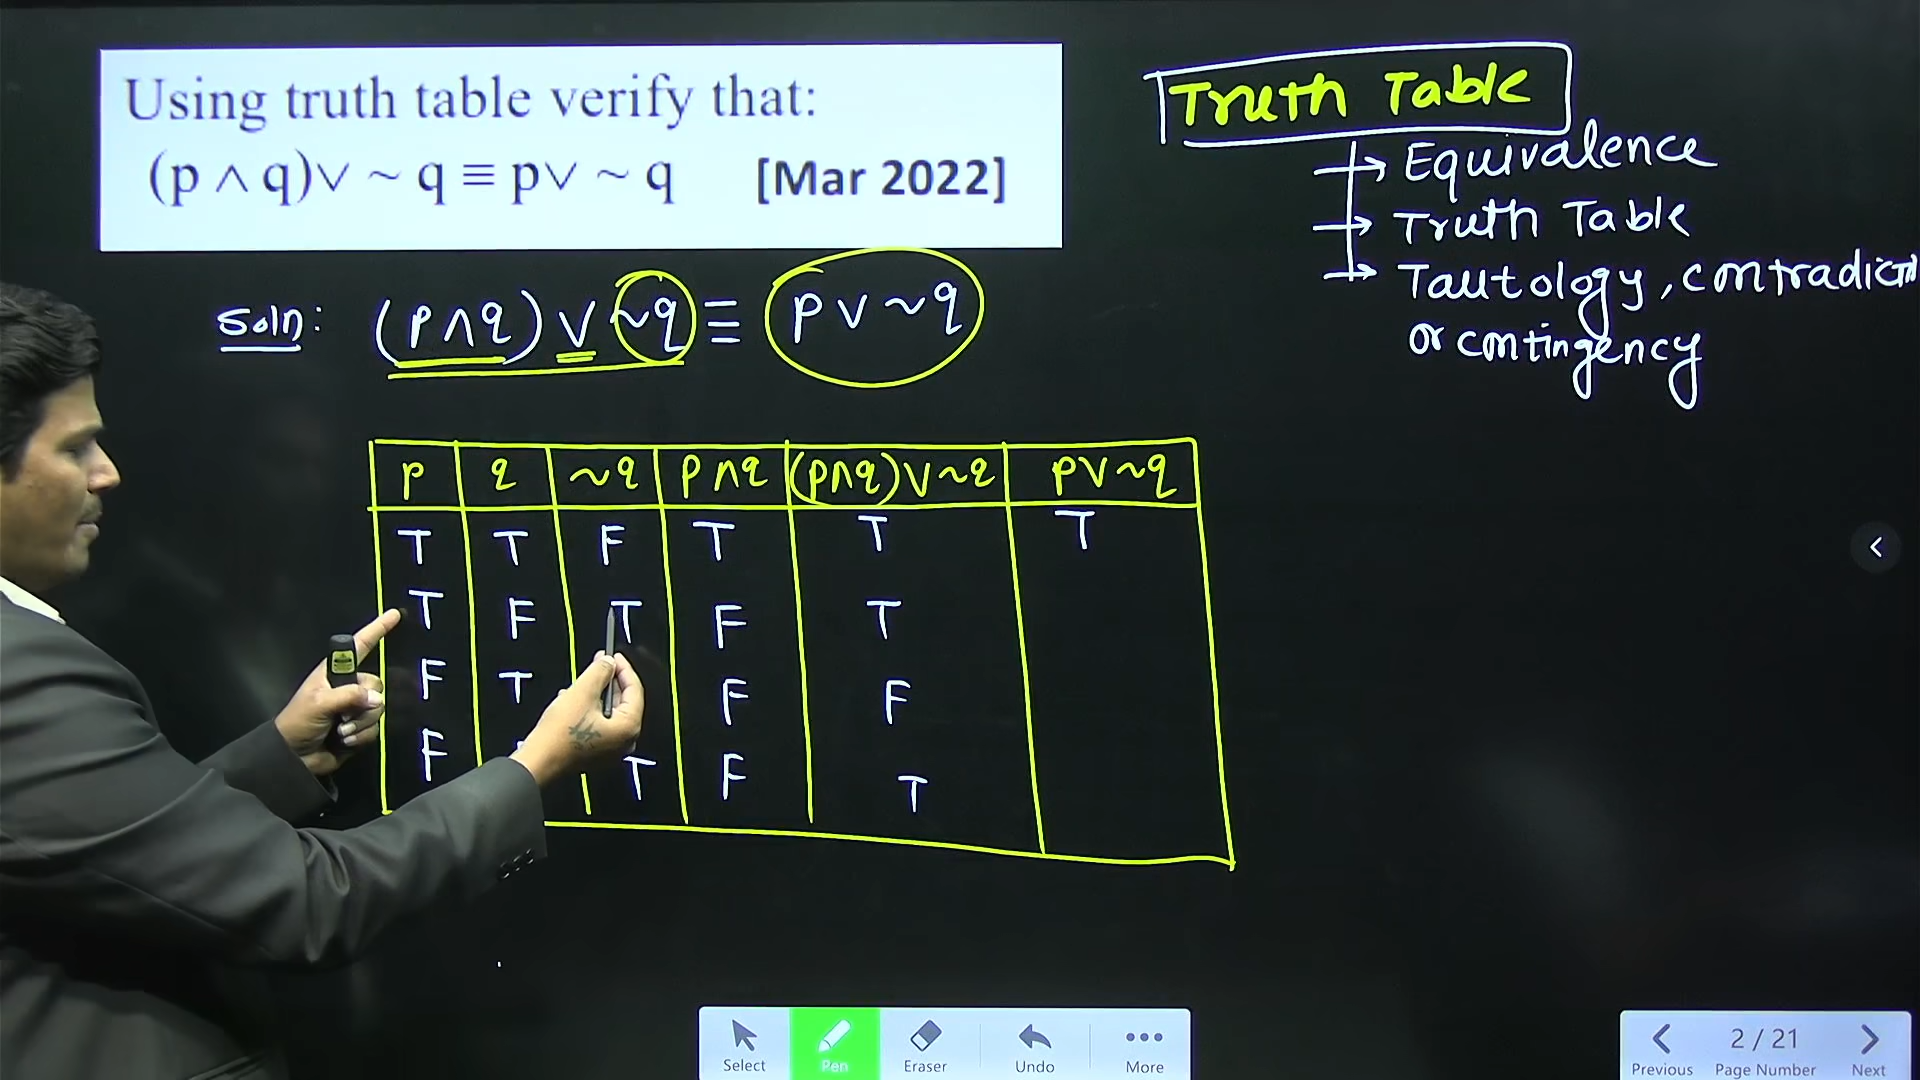 Using truth table verify that:
(p ∧ q)∨ ~ q ≡ p∨ ~ q [Mar 2022]
Truth Table
Equivalence
Truth Table
Tautology, contradict
or contingency
Soln: (p∧q) ∨ ~q ≡ p∨~q
p q ~q p∧q (p∧q)∨~q p∨~q
T T F T T T
T F T F T
F T F F
F T F T
Select Pen Eraser Undo More
Previous 2 / 21 Page Number Next